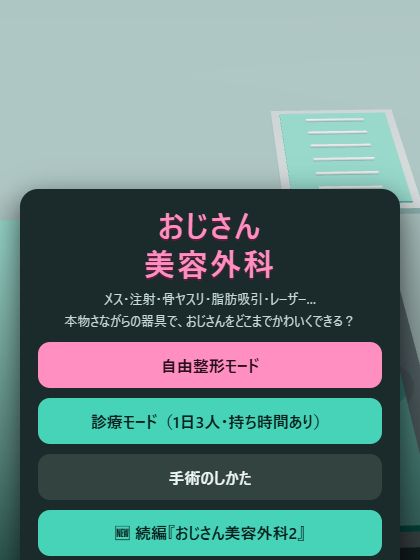 おじさん
美容外科
メス・注射・骨ヤスリ・脂肪吸引・レーザー…
本物さながらの器具で、おじさんをどこまでかわいくできる？
自由整形モード
診療モード（1日3人・持ち時間あり）
手術のしかた
🆕 続編『おじさん美容外科2』